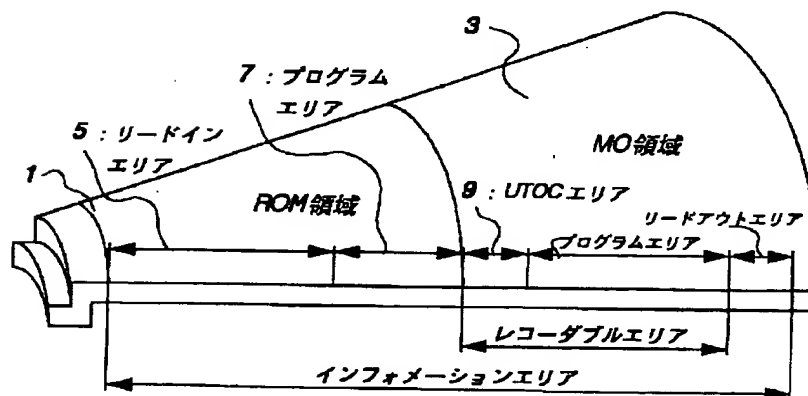 3
7 : プログラム
エリア
5 : リードイン
エリア
1
MO領域
ROM領域
9 : UTOCエリア
リードアウトエリア
プログラムエリア
レコーダブルエリア
インフォメーションエリア